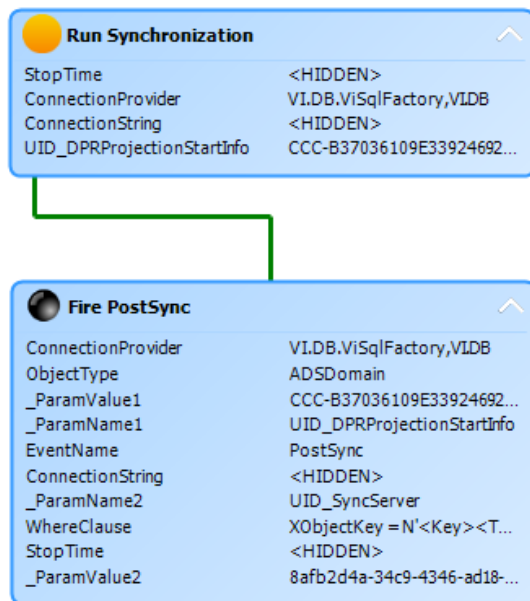 Run Synchronization
StopTime <HIDDEN>
ConnectionProvider VI.DB.ViSqlFactory,VI.DB
ConnectionString <HIDDEN>
UID_DPRProjectionStartInfo CCC-B37036109E33924692...
Fire PostSync
ConnectionProvider VI.DB.ViSqlFactory,VI.DB
ObjectType ADSDomain
_ParamValue1 CCC-B37036109E33924692...
_ParamName1 UID_DPRProjectionStartInfo
EventName PostSync
ConnectionString <HIDDEN>
_ParamName2 UID_SyncServer
WhereClause XObjectKey = N'<Key><T...
StopTime <HIDDEN>
_ParamValue2 8afb2d4a-34c9-4346-ad18-...